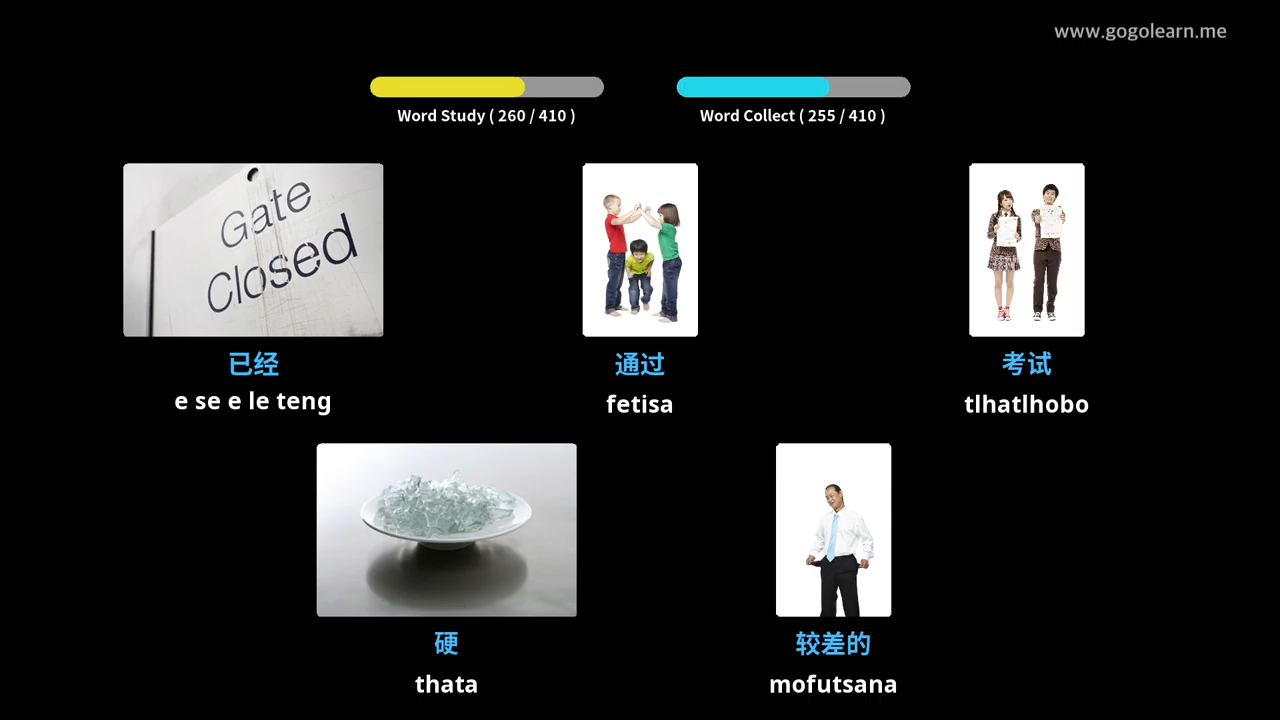 www.gogolearn.me
Word Study ( 260 / 410 )
Word Collect ( 255 / 410 )
Gate
Closed
已经
e se e le teng
通过
fetisa
考试
tlhatlhobo
硬
thata
较差的
mofutsana